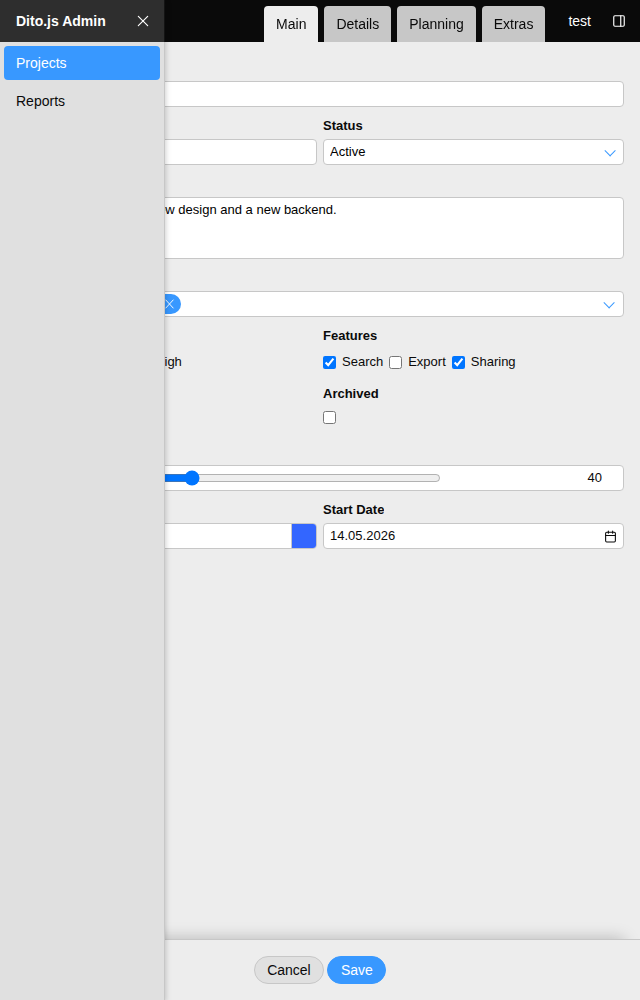 Dito.js Admin
Main
Details
Planning
Extras
test
Projects
Reports
Status
Active
w design and a new backend.
igh
Features
Search
Export
Sharing
Archived
40
Start Date
14.05.2026
Cancel
Save